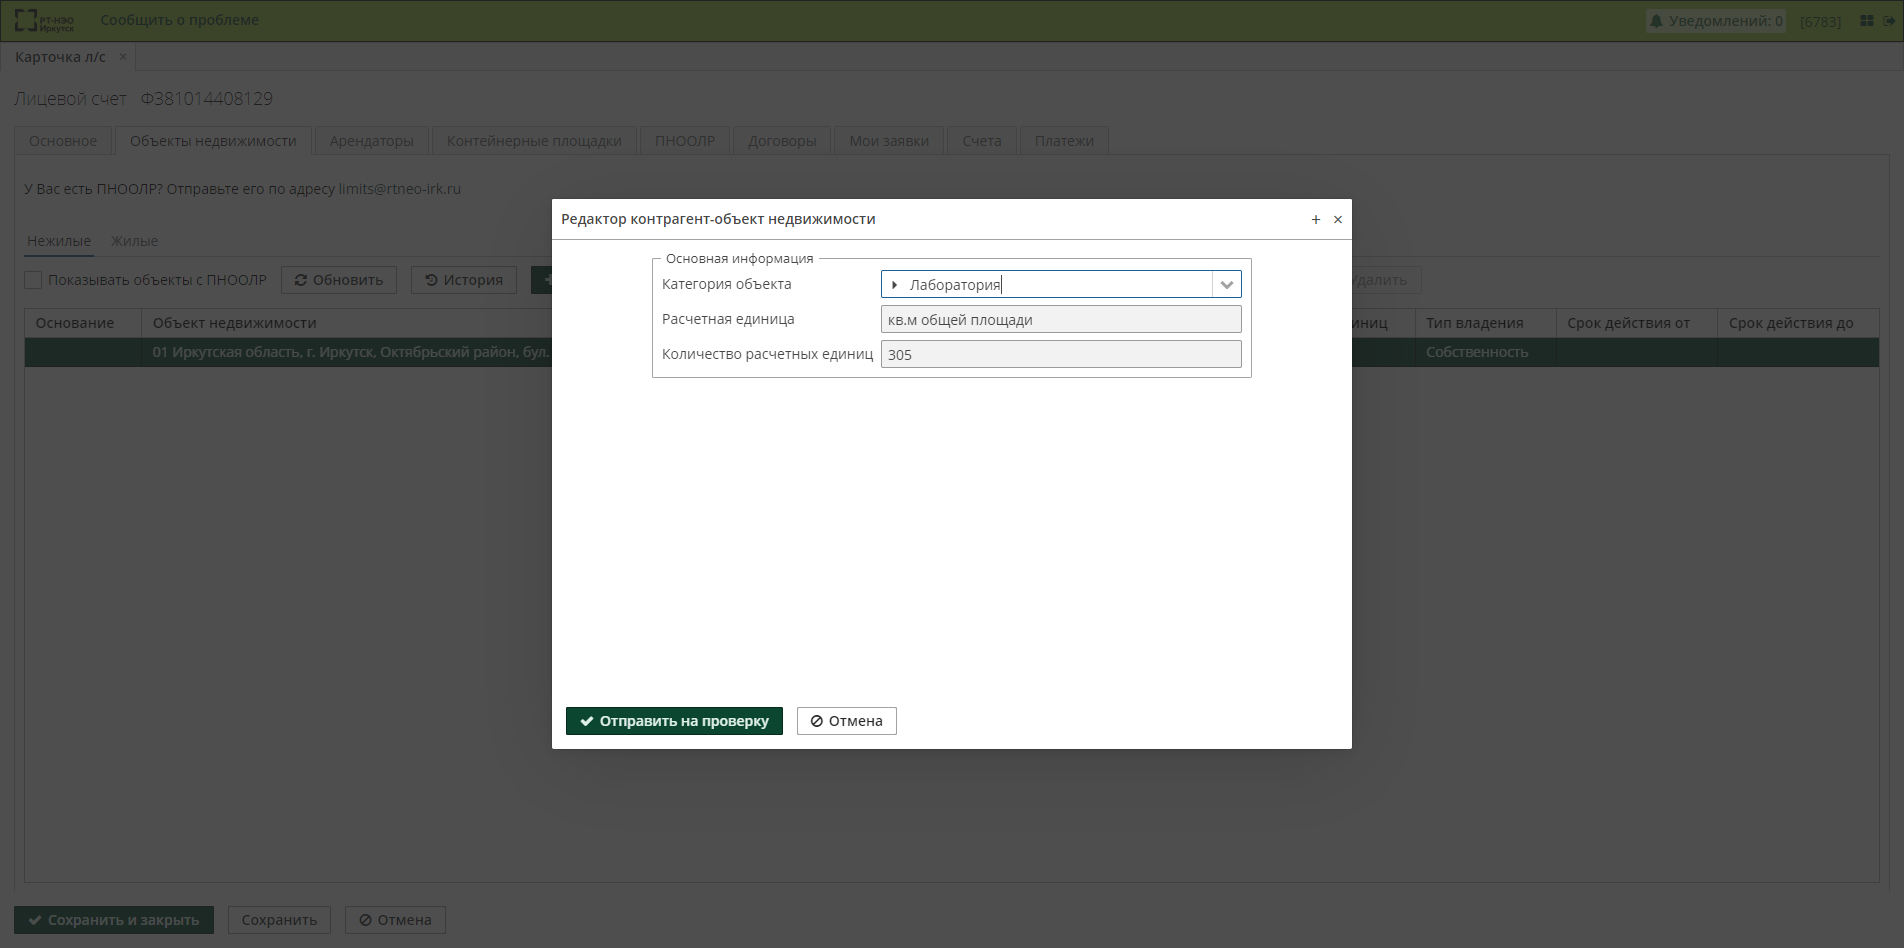 РТ-НЭО
Иркутск
Сообщить о проблеме
Уведомлений: 0
[6783]
Карточка л/с ×
Лицевой счет Ф381014408129
Основное
Объекты недвижимости
Арендаторы
Контейнерные площадки
ПНООЛР
Договоры
Мои заявки
Счета
Платежи
У Вас есть ПНООЛР? Отправьте его по адресу limits@rtneo-irk.ru
Нежилые Жилые
Показывать объекты с ПНООЛР
Обновить
История
Удалить
Основание
Объект недвижимости
Тип владения
Срок действия от
Срок действия до
01 Иркутская область, г. Иркутск, Октябрьский район, бул.
Собственность
Редактор контрагент-объект недвижимости
+ ×
Основная информация
Категория объекта Лаборатория
Расчетная единица кв.м общей площади
Количество расчетных единиц 305
Отправить на проверку
Отмена
Сохранить и закрыть
Сохранить
Отмена